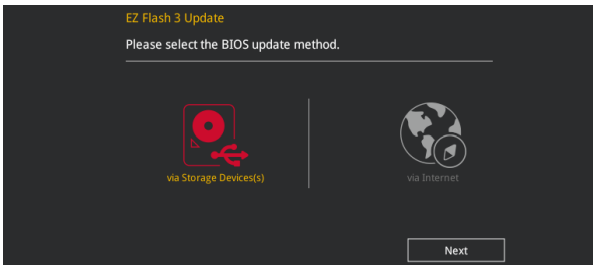 EZ Flash 3 Update
Please select the BIOS update method.
via Storage Devices(s)
via Internet
Next